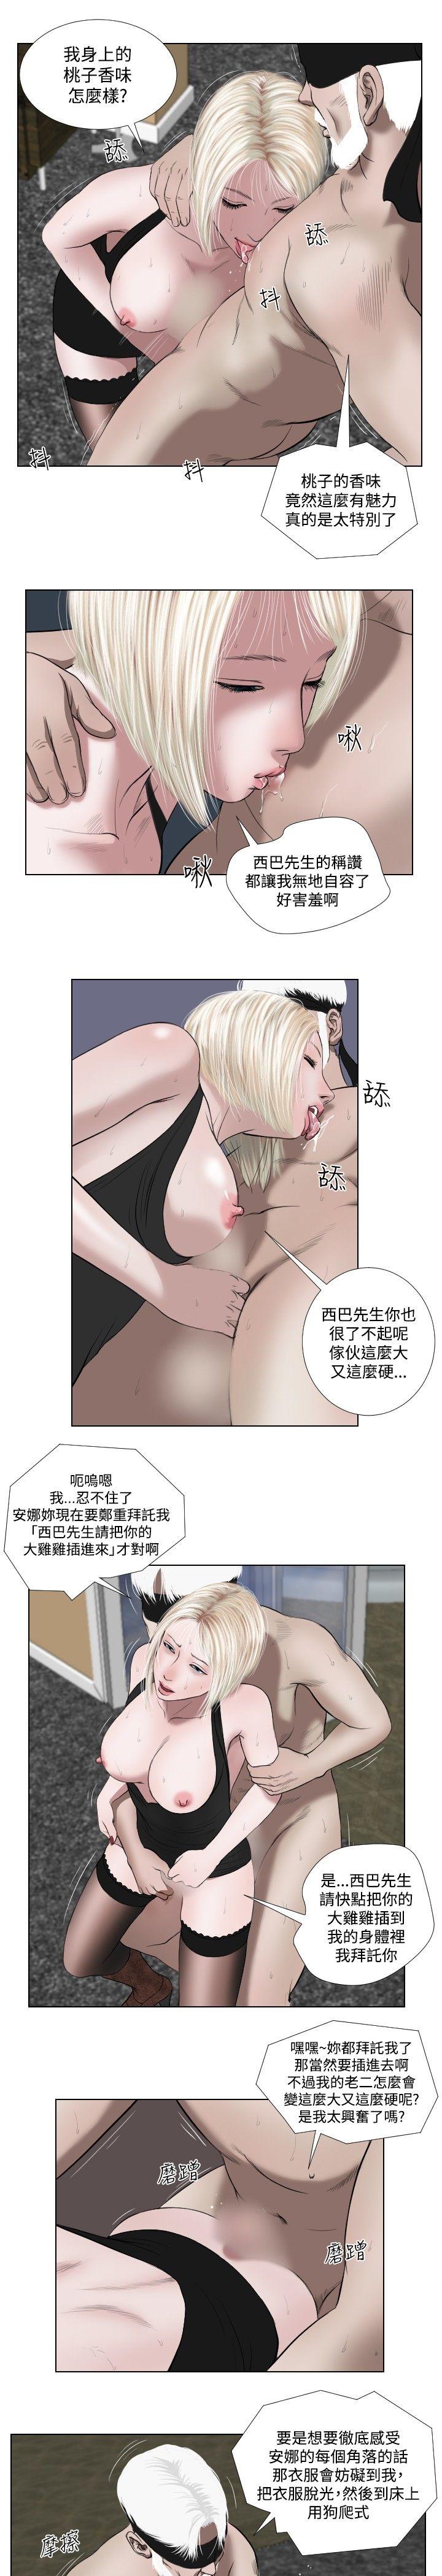 我身上的
桃子香味
怎麼樣?
舔
舔
抖
抖
抖
桃子的香味
竟然這麼有魅力
真的是太特別了
啾
啾
西巴先生的稱讚
都讓我無地自容了
好害羞啊
舔
舔
西巴先生你也
很了不起呢
傢伙這麼大
又這麼硬...
呃嗚嗯
我...忍不住了
安娜妳現在要鄭重拜託我
「西巴先生請把你的
大雞雞插進來」才對啊
是...西巴先生
請快點把你的
大雞雞插到
我的身體裡
我拜託你
嘿嘿~妳都拜託我了
那當然要插進去啊
不過我的老二怎麼會
變這麼大又這麼硬呢?
是我太興奮了嗎?
磨蹭
磨蹭
要是想要徹底感受
安娜的每個角落的話
那衣服會妨礙到我,
把衣服脫光,然後到床上
用狗爬式
摩擦